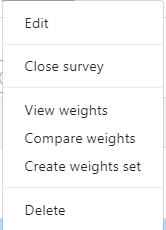 Edit
Close survey
View weights
Compare weights
Create weights set
Delete